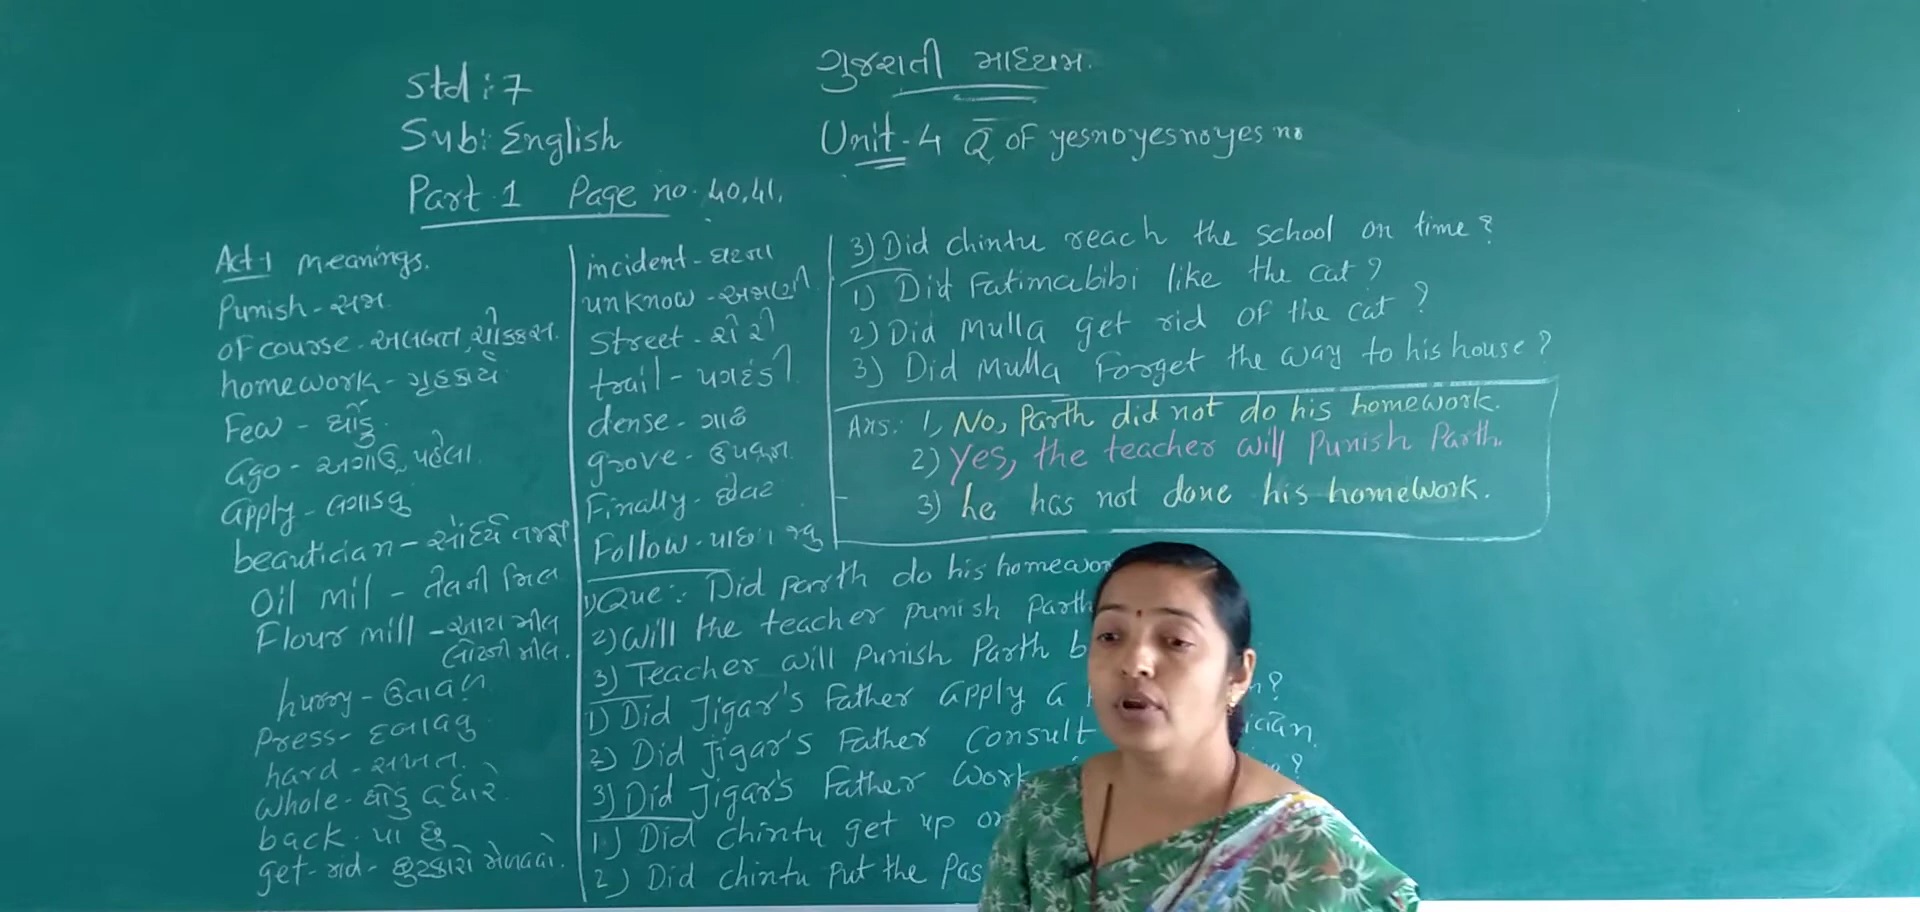 std : 7
Sub: English
Part 1 Page no. 40,41.
ગુજરાતી માધ્યમ.
Unit-4 Q of yesnoyesnoyes no
Act-1 meanings.
Punish - સજા
of course - અલબત્ત, ચોક્કસ.
homework - ગૃહકાર્ય
Few - થોડું
ago - અગાઉ, પહેલા
apply - લગાડવું
beautician - સૌંદર્ય તજજ્ઞ
Oil mil - તેલની મિલ
Flour mill - આટા મીલ
લોટની મીલ.
hurry - ઉતાવળ
Press - દબાવવુ
hard - સખત.
whole - થોડુ વધારે.
back - પાછુ
get-rid - છુટકારો મેળવવો.
incident - ઘટના
unknow - અજાણી
street - શેરી
trail - પગદંડી
dense - ગાઢ
grove - ઉપવન
Finally - છેવટે
Follow - પાછળ જવુ
1) Que: Did parth do his homewor
2) Will the teacher punish parth
3) Teacher will Punish Parth b
1) Did Jigar's Father apply a n?
2) Did Jigar's Father Consult ician.
3) Did Jigar's Father work ?
1) Did chintu get up on
2) Did chintu put the Pas
3) Did chintu reach the school on time?
1) Did Fatimabibi like the cat?
2) Did Mulla get rid of the cat?
3) Did Mulla Forget the way to his house?
Ans: 1, No, Parth did not do his homework.
2) Yes, the teacher will Punish Parth.
3) he has not done his homework.